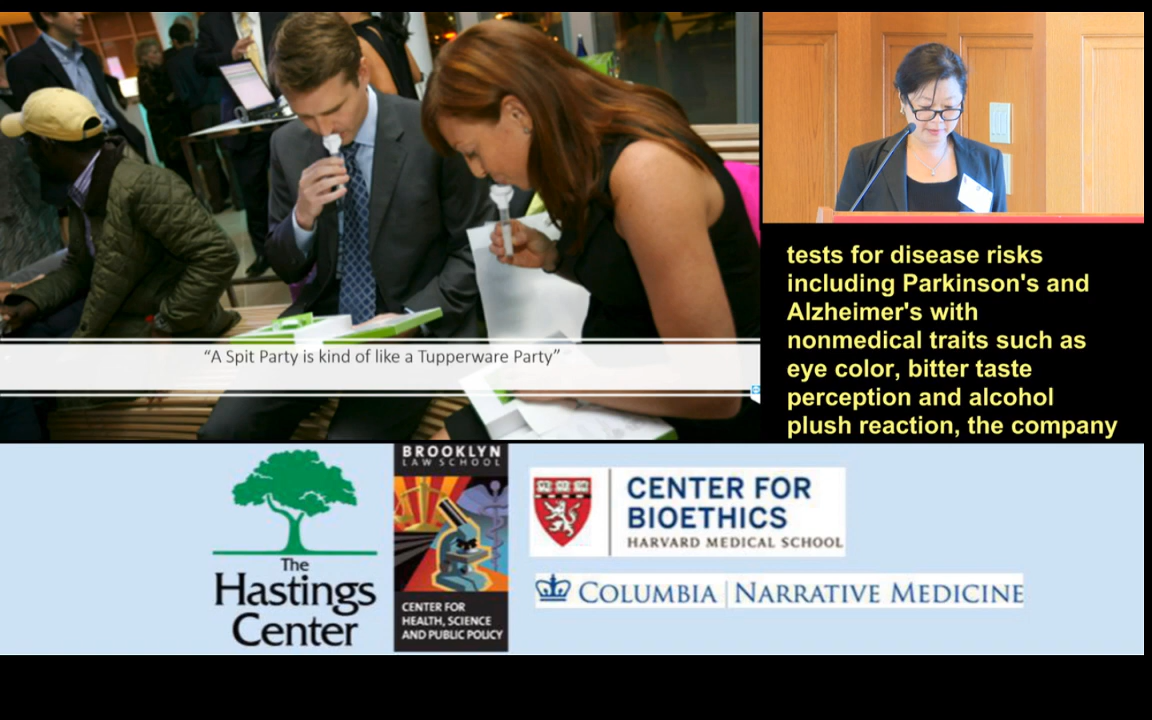 “A Spit Party is kind of like a Tupperware Party”
tests for disease risks
including Parkinson's and
Alzheimer's with
nonmedical traits such as
eye color, bitter taste
perception and alcohol
plush reaction, the company
The
Hastings
Center
BROOKLYN
LAW SCHOOL
CENTER FOR
HEALTH, SCIENCE
AND PUBLIC POLICY
CENTER FOR
BIOETHICS
HARVARD MEDICAL SCHOOL
COLUMBIA | NARRATIVE MEDICINE